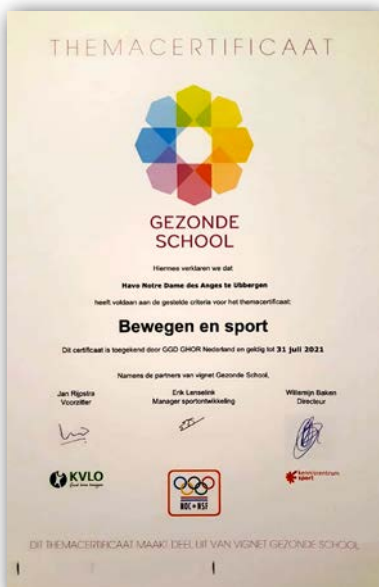 THEMACERTIFICAAT
GEZONDE
SCHOOL
Hiermee verklaren we dat
Havo Notre Dame des Anges te Ubbergen
heeft voldaan aan de gestelde criteria voor het themacertificaat:
Bewegen en sport
Dit certificaat is toegekend door GGD GHOR Nederland en geldig tot 31 juli 2021
Namens de partners van vignet Gezonde School,
Jan Rijpstra
Voorzitter
Erik Lenselink
Manager sportontwikkeling
Willemijn Baken
Directeur
KVLO
Goed leren bewegen
NOC*NSF
kenniscentrum
sport
DIT THEMACERTIFICAAT MAAKT DEEL UIT VAN VIGNET GEZONDE SCHOOL